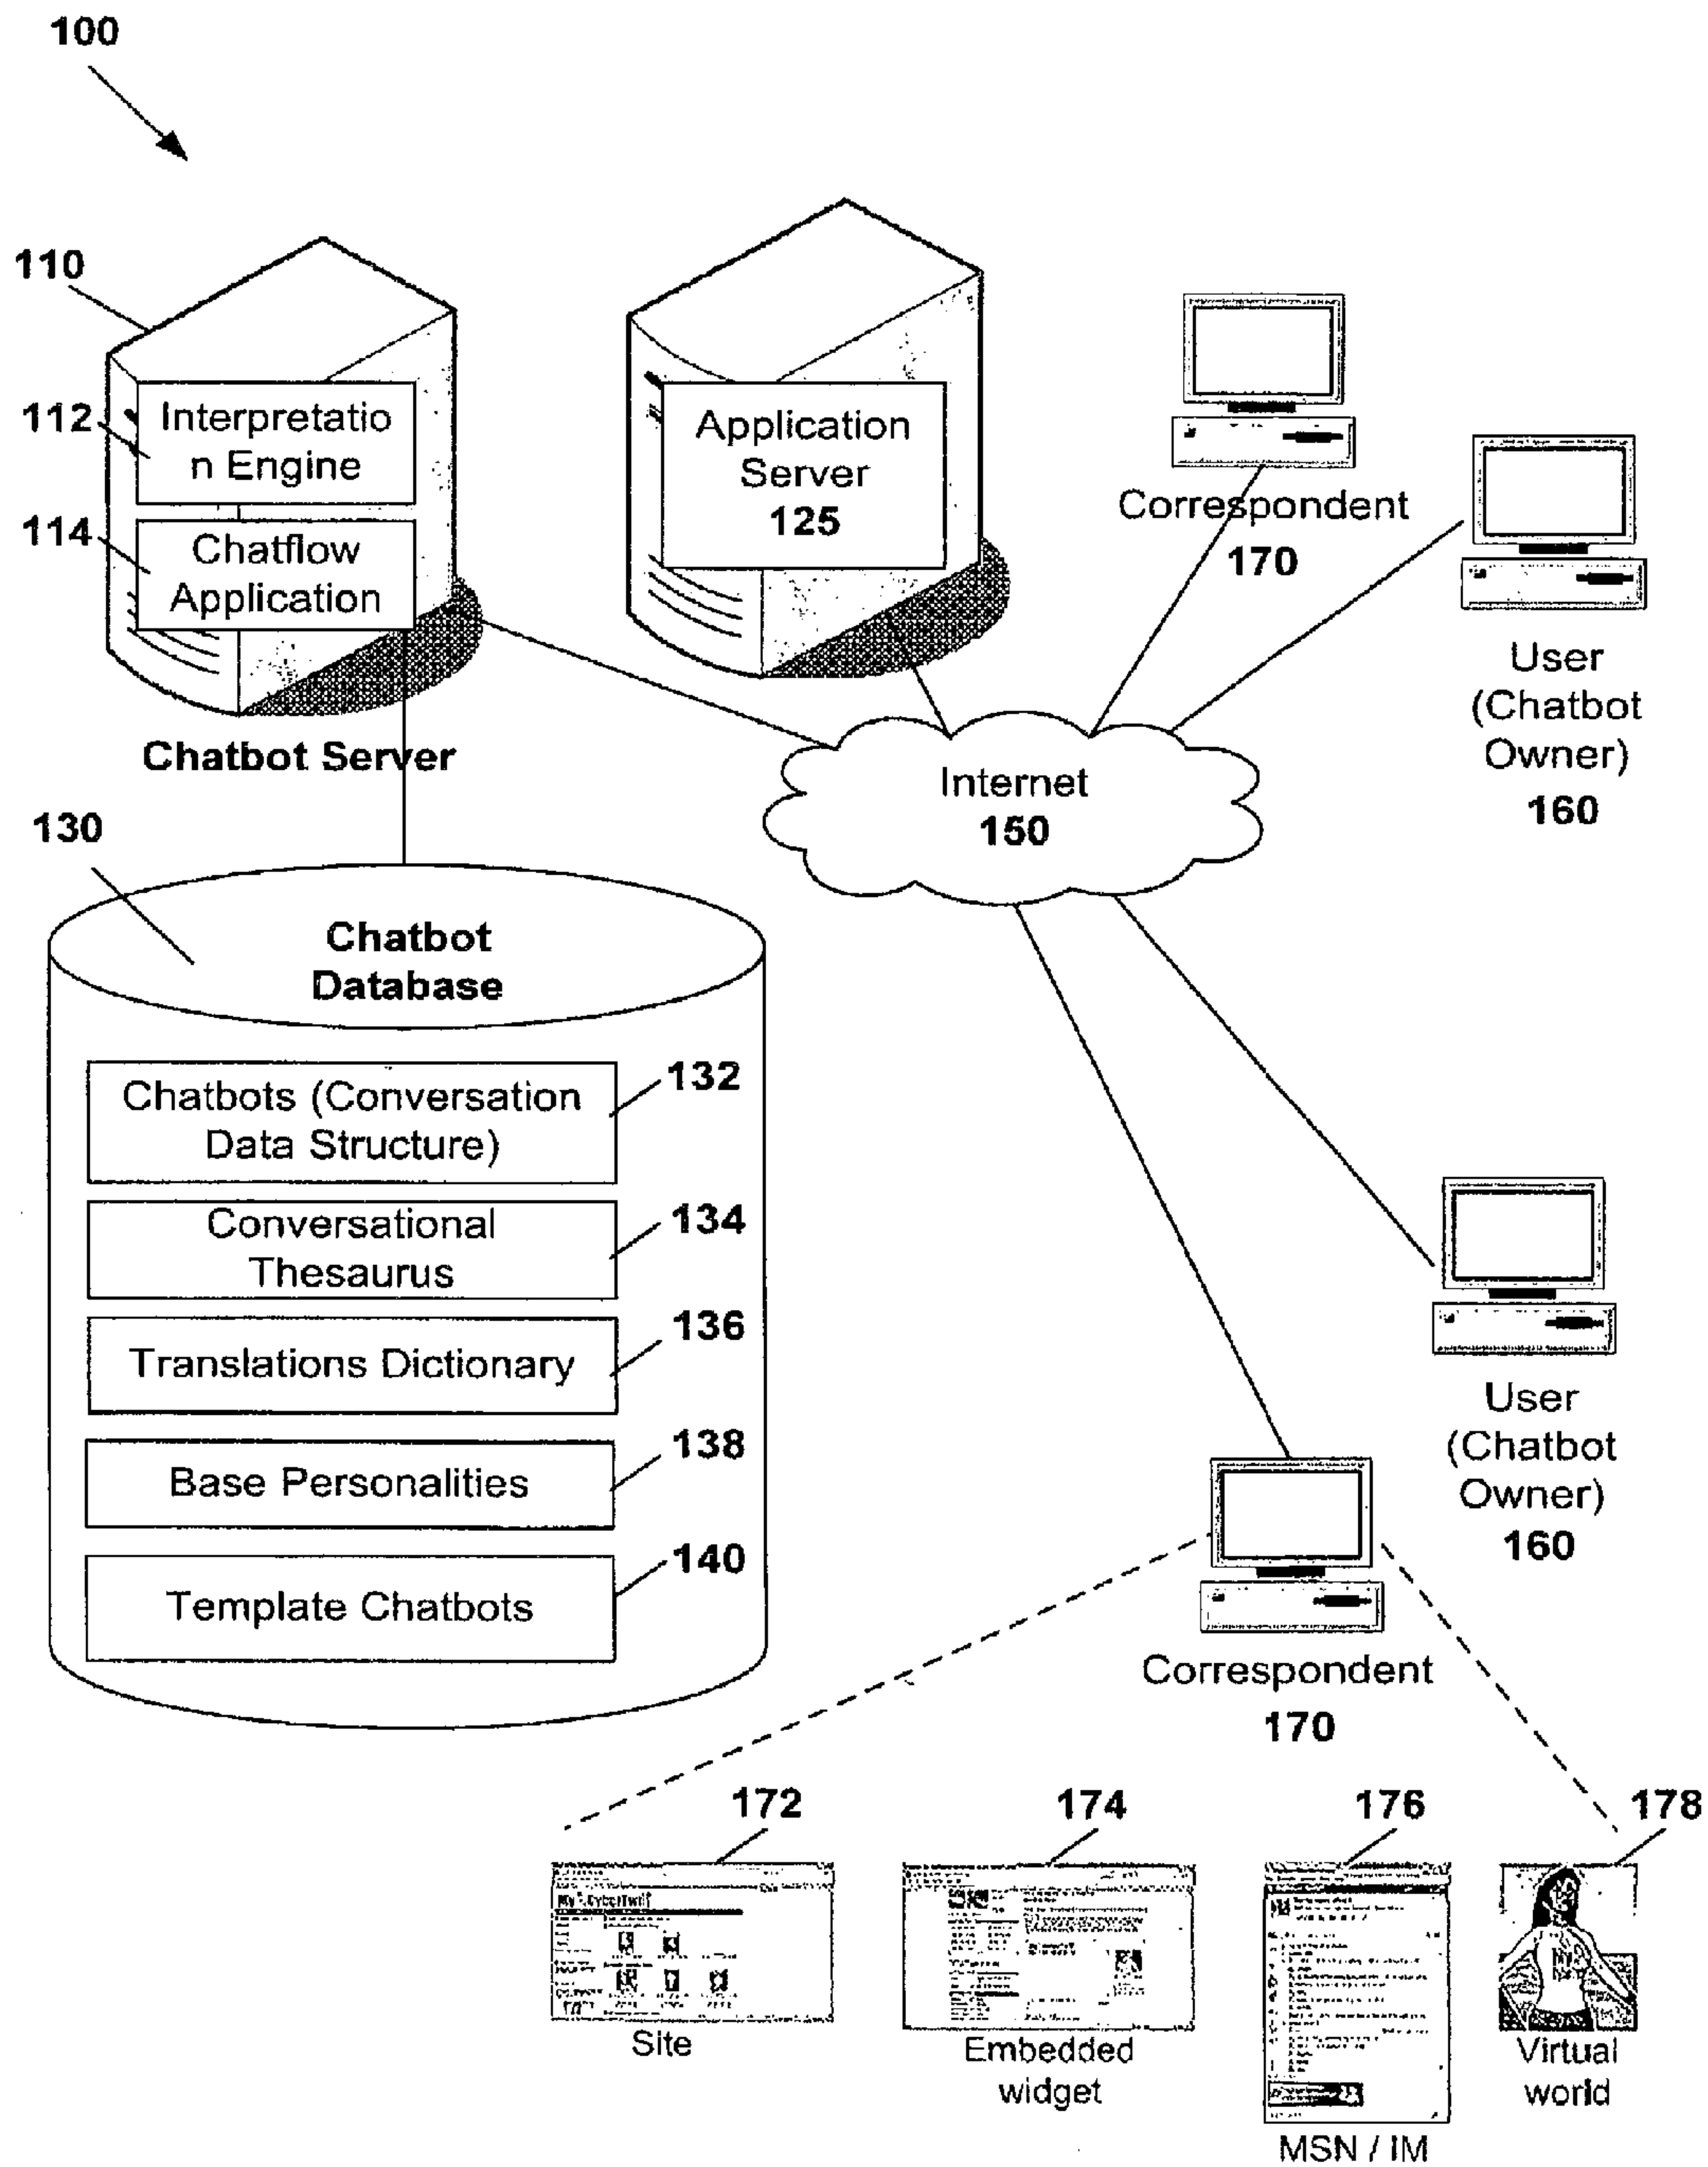 100
110
112
Interpretatio
n Engine
114
Chatflow
Application
Chatbot Server
Application
Server
125
Correspondent
170
User
(Chatbot
Owner)
160
Internet
150
130
Chatbot
Database
Chatbots (Conversation
Data Structure)
132
Conversational
Thesaurus
134
Translations Dictionary
136
Base Personalities
138
Template Chatbots
140
User
(Chatbot
Owner)
160
Correspondent
170
172
174
176
178
My CyberTwin
Site
Embedded
widget
MSN / IM
Virtual
world